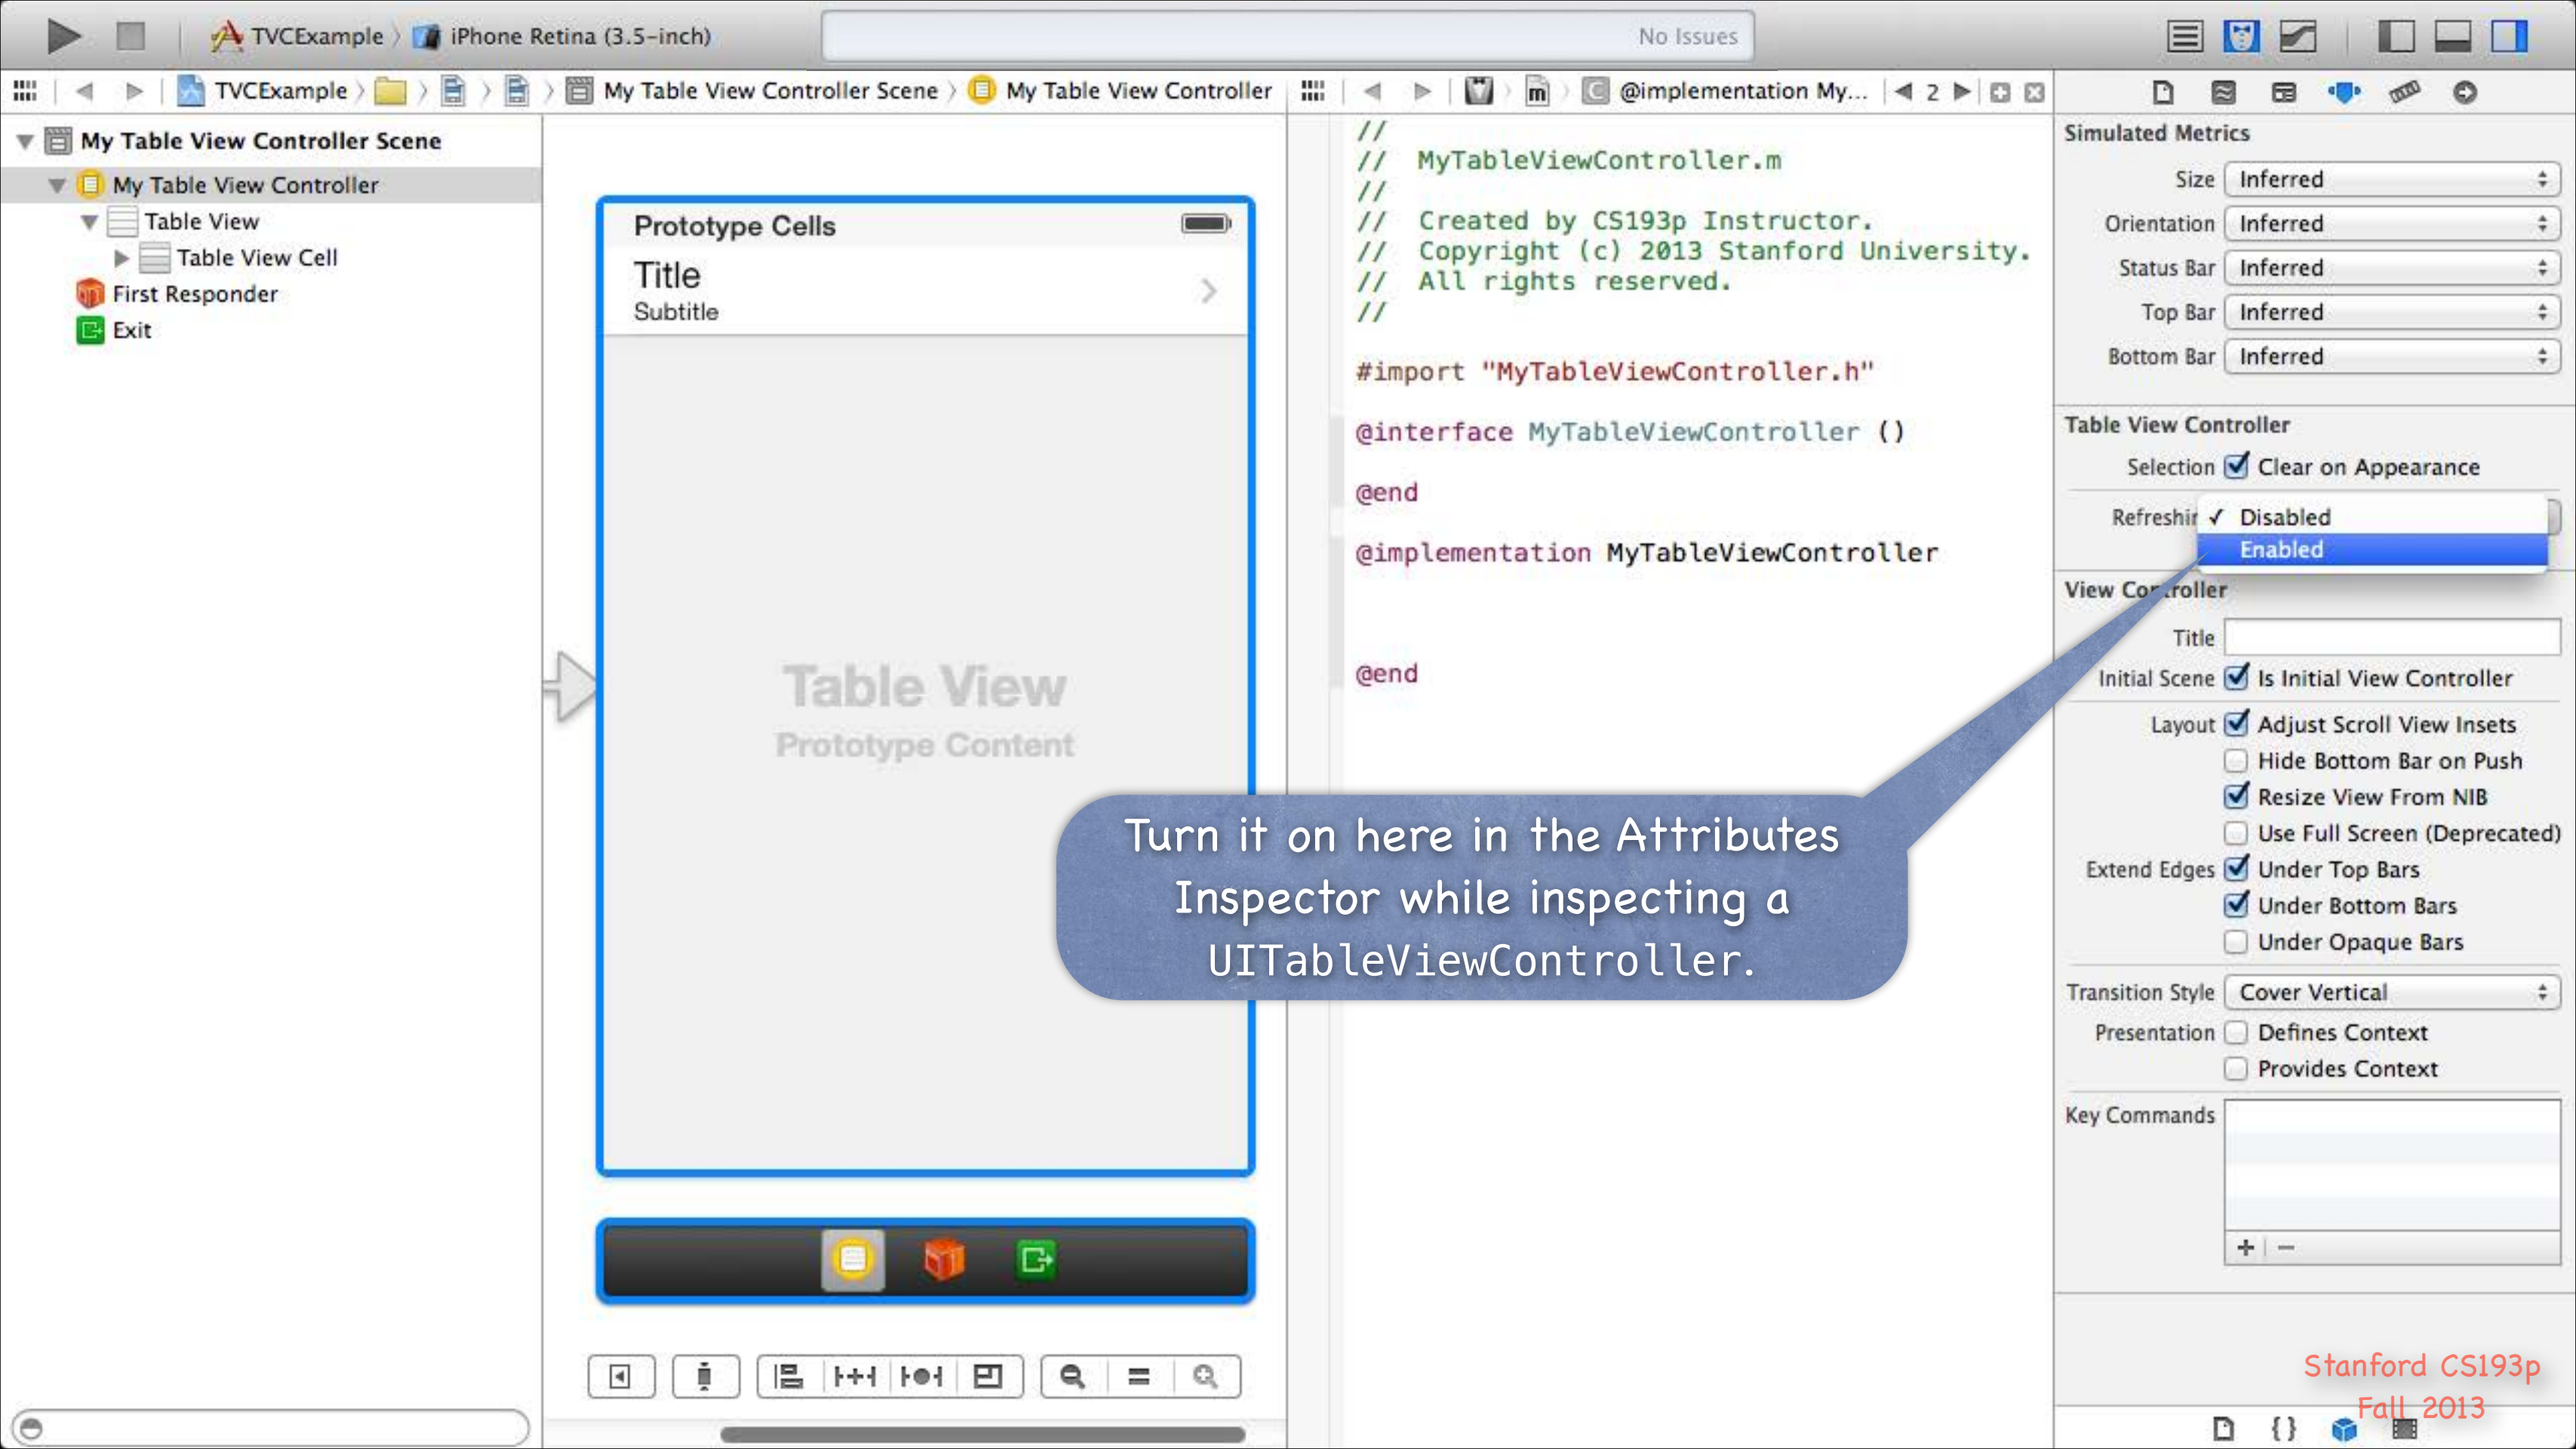 TVCExample
iPhone Retina (3.5-inch)
No Issues
TVCExample
My Table View Controller Scene
My Table View Controller
@implementation My...
2
My Table View Controller Scene
My Table View Controller
Table View
Table View Cell
First Responder
Exit
Prototype Cells
Title
Subtitle
Table View
Prototype Content
//
// MyTableViewController.m
//
// Created by CS193p Instructor.
// Copyright (c) 2013 Stanford University.
// All rights reserved.
//
#import "MyTableViewController.h"
@interface MyTableViewController ()
@end
@implementation MyTableViewController
@end
Turn it on here in the Attributes
Inspector while inspecting a
UITableViewController.
Simulated Metrics
Size Inferred
Orientation Inferred
Status Bar Inferred
Top Bar Inferred
Bottom Bar Inferred
Table View Controller
Selection Clear on Appearance
Refreshin Disabled
Enabled
View Controller
Title
Initial Scene Is Initial View Controller
Layout Adjust Scroll View Insets
Hide Bottom Bar on Push
Resize View From NIB
Use Full Screen (Deprecated)
Extend Edges Under Top Bars
Under Bottom Bars
Under Opaque Bars
Transition Style Cover Vertical
Presentation Defines Context
Provides Context
Key Commands
Stanford CS193p
Fall 2013